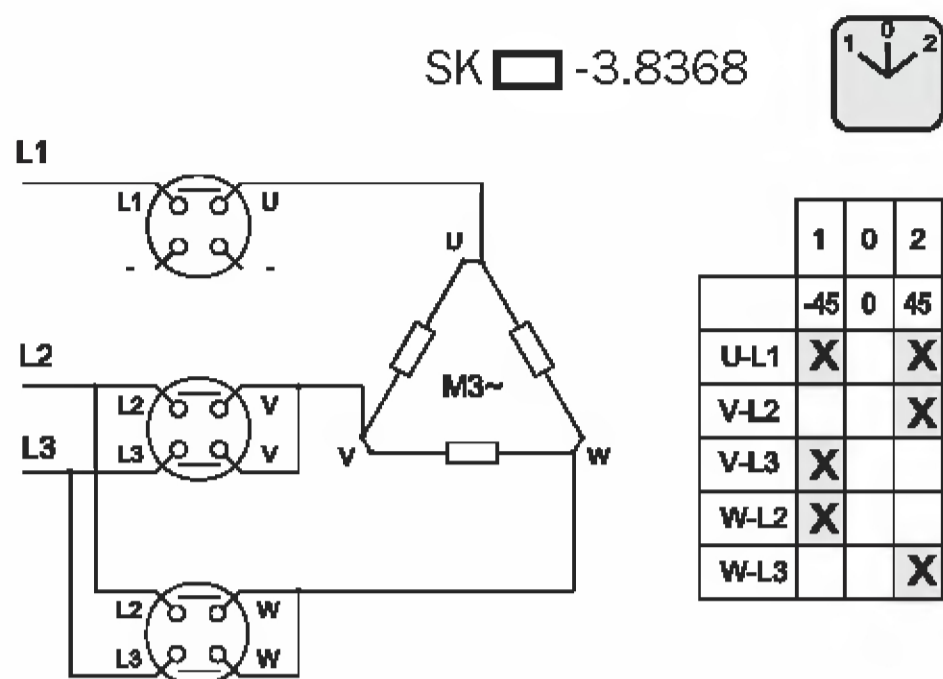 SK -3.8368
1 0 2
L1
L1 U
- -
U
L2
L2 V
L3
L3 V
M3~
V W
L2 W
L3 W
1 0 2
-45 0 45
U-L1 X X
V-L2 X
V-L3 X
W-L2 X
W-L3 X